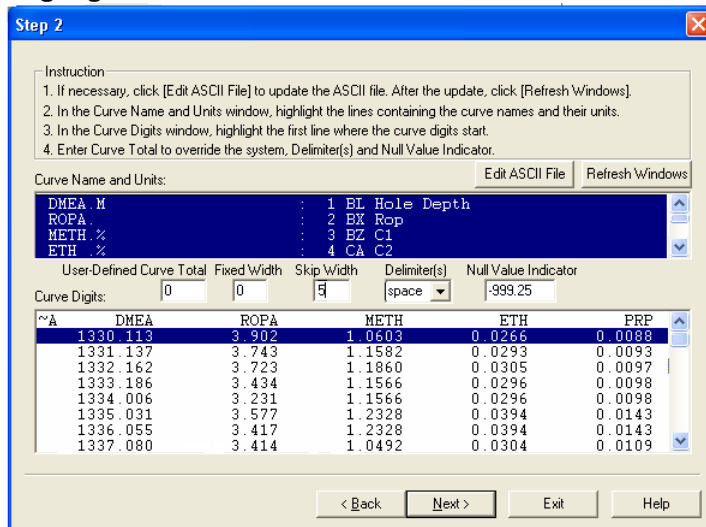 Step 2
Instruction
1. If necessary, click [Edit ASCII File] to update the ASCII file. After the update, click [Refresh Windows].
2. In the Curve Name and Units window, highlight the lines containing the curve names and their units.
3. In the Curve Digits window, highlight the first line where the curve digits start.
4. Enter Curve Total to override the system, Delimiter(s) and Null Value Indicator.
Curve Name and Units: Edit ASCII File Refresh Windows
DMEA.M : 1 BL Hole Depth
ROPA. : 2 BX Rop
METH.% : 3 BZ C1
ETH .% : 4 CA C2
User-Defined Curve Total Fixed Width Skip Width Delimiter(s) Null Value Indicator
Curve Digits: 0 0 5 space -999.25
~A DMEA ROPA METH ETH PRP
1330.113 3.902 1.0603 0.0266 0.0088
1331.137 3.743 1.1582 0.0293 0.0093
1332.162 3.723 1.1860 0.0305 0.0097
1333.186 3.434 1.1566 0.0296 0.0098
1334.006 3.231 1.1566 0.0296 0.0098
1335.031 3.577 1.2328 0.0394 0.0143
1336.055 3.417 1.2328 0.0394 0.0143
1337.080 3.414 1.0492 0.0304 0.0109
< Back Next > Exit Help